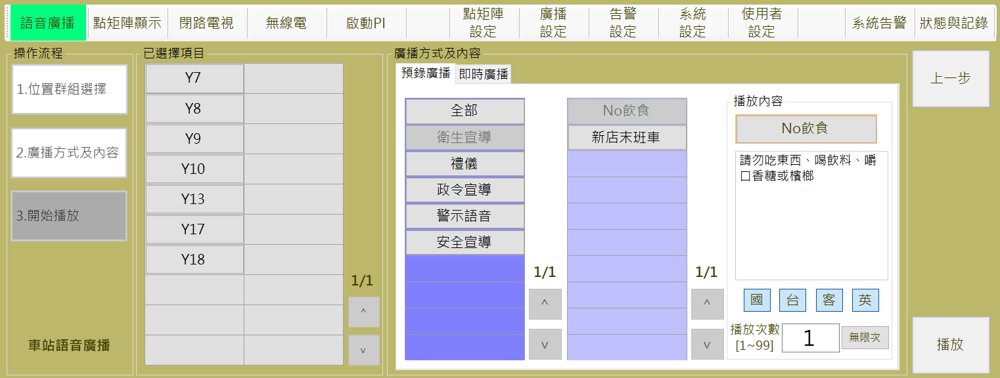 語音廣播
點矩陣顯示
閉路電視
無線電
啟動PI
點矩陣
設定
廣播
設定
告警
設定
系統
設定
使用者
設定
系統告警
狀態與記錄
操作流程
1.位置群組選擇
2.廣播方式及內容
3.開始播放
車站語音廣播
已選擇項目
Y7
Y8
Y9
Y10
Y13
Y17
Y18
1/1
^
v
廣播方式及內容
預錄廣播
即時廣播
全部
衛生宣導
禮儀
政令宣導
警示語音
安全宣導
1/1
^
v
No飲食
新店末班車
1/1
^
v
播放內容
No飲食
請勿吃東西、喝飲料、嚼
口香糖或檳榔
國
台
客
英
播放次數
[1~99]
1
無限次
上一步
播放